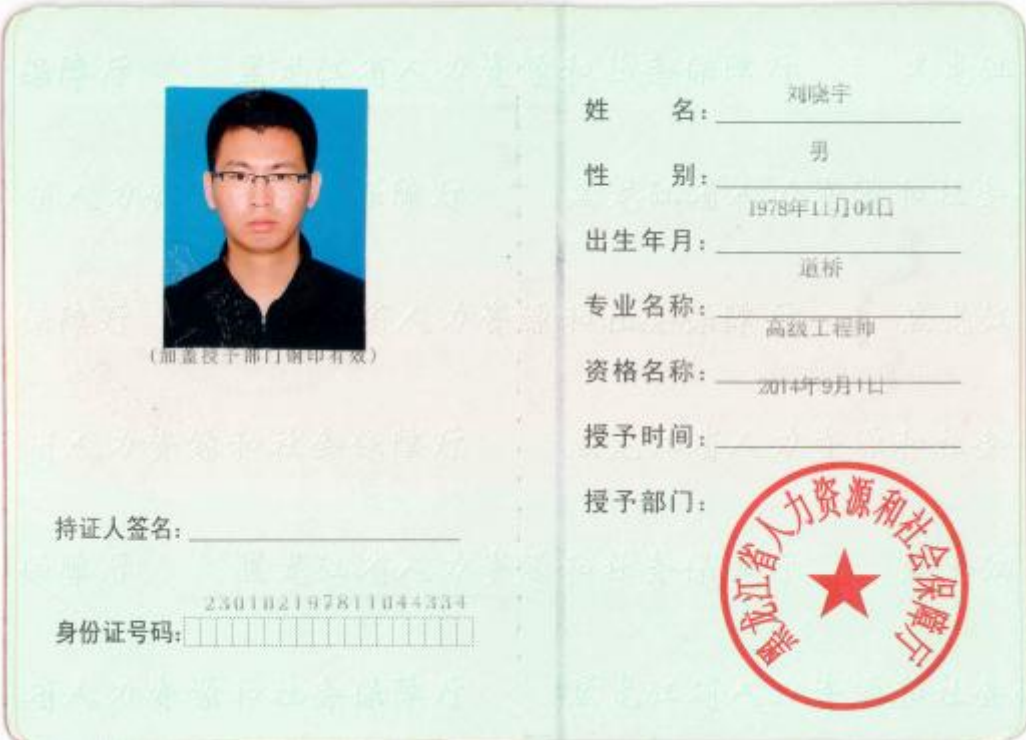 (加盖授予部门钢印有效)
持证人签名:
230102197811044334
身份证号码:
姓 名: 刘晓宇
性 别: 男
出生年月: 1978年11月04日
专业名称: 道桥
资格名称: 高级工程师
授予时间: 2014年9月1日
授予部门:
黑龙江省人力资源和社会保障厅